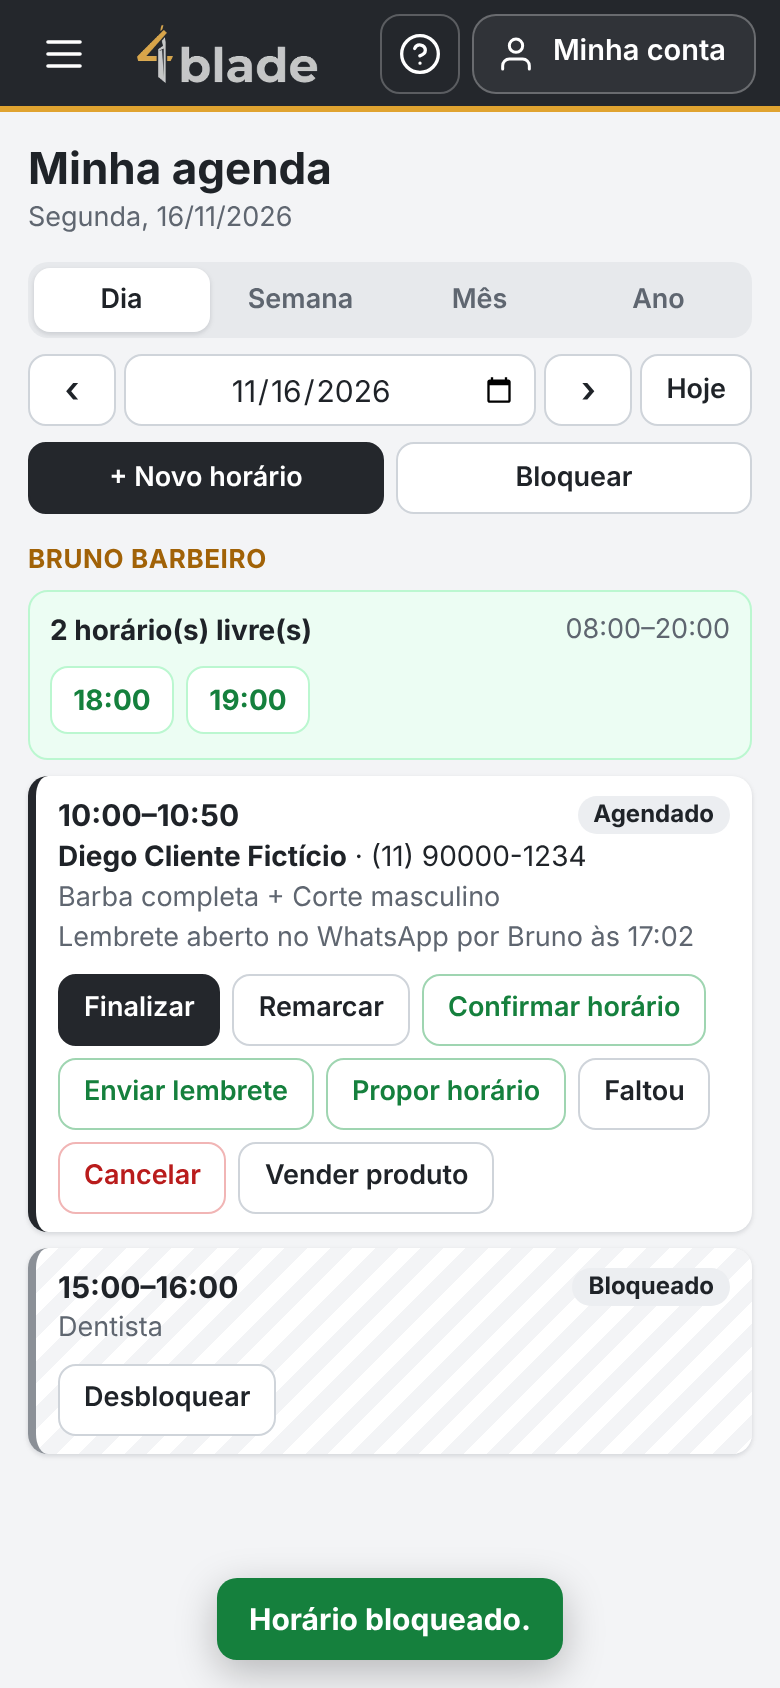 4blade
Minha conta
Minha agenda
Segunda, 16/11/2026
Dia Semana Mês Ano
‹ 11/16/2026 › Hoje
+ Novo horário Bloquear
BRUNO BARBEIRO
2 horário(s) livre(s) 08:00–20:00
18:00 19:00
10:00–10:50 Agendado
Diego Cliente Fictício · (11) 90000-1234
Barba completa + Corte masculino
Lembrete aberto no WhatsApp por Bruno às 17:02
Finalizar Remarcar Confirmar horário
Enviar lembrete Propor horário Faltou
Cancelar Vender produto
15:00–16:00 Bloqueado
Dentista
Desbloquear
Horário bloqueado.